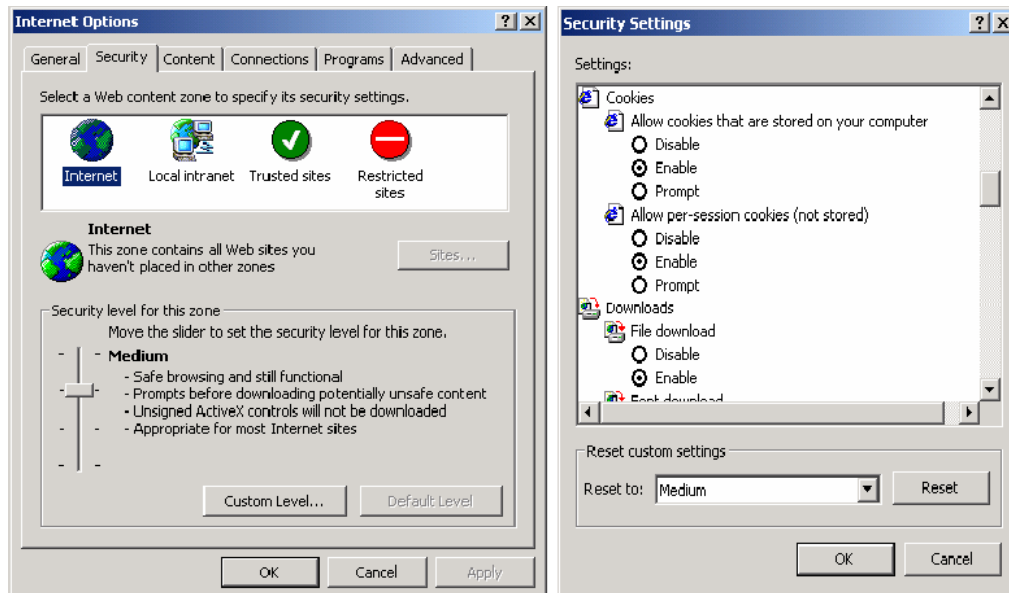 Internet Options
General Security Content Connections Programs Advanced
Select a Web content zone to specify its security settings.
Internet Local intranet Trusted sites Restricted
sites
Internet
This zone contains all Web sites you
haven't placed in other zones
Sites...
Security level for this zone
Move the slider to set the security level for this zone.
Medium
- Safe browsing and still functional
- Prompts before downloading potentially unsafe content
- Unsigned ActiveX controls will not be downloaded
- Appropriate for most Internet sites
Custom Level... Default Level
OK Cancel Apply
Security Settings
Settings:
Cookies
Allow cookies that are stored on your computer
Disable
Enable
Prompt
Allow per-session cookies (not stored)
Disable
Enable
Prompt
Downloads
File download
Disable
Enable
Font download
Reset custom settings
Reset to: Medium Reset
OK Cancel